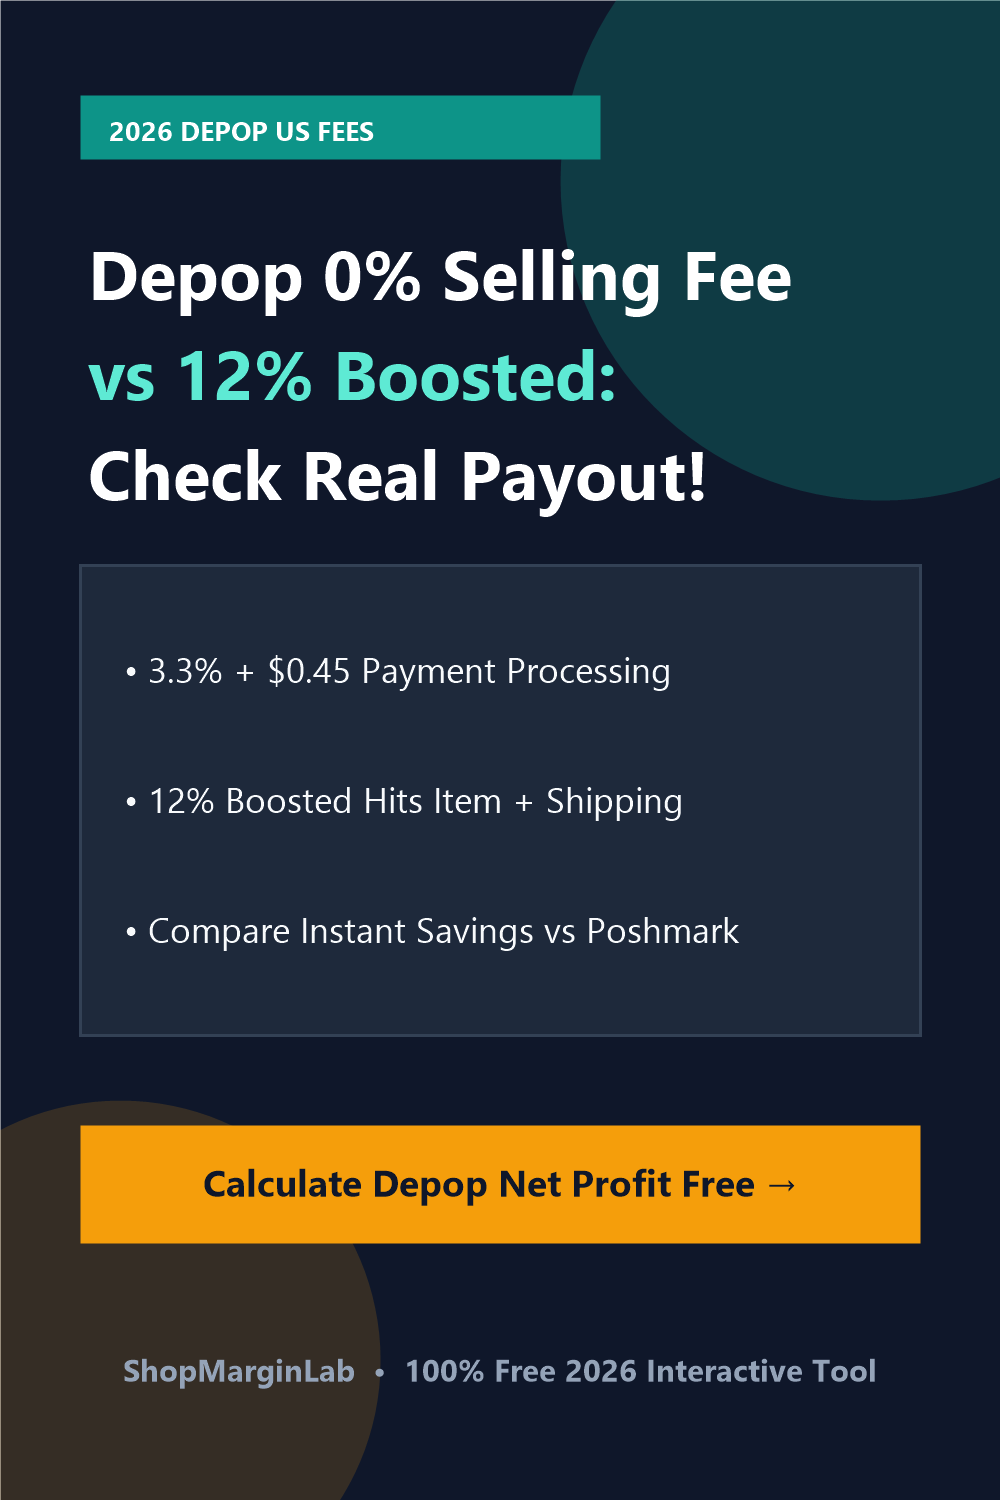 2026 DEPOP US FEES
Depop 0% Selling Fee
vs 12% Boosted:
Check Real Payout!
• 3.3% + $0.45 Payment Processing
• 12% Boosted Hits Item + Shipping
• Compare Instant Savings vs Poshmark
Calculate Depop Net Profit Free →
ShopMarginLab • 100% Free 2026 Interactive Tool